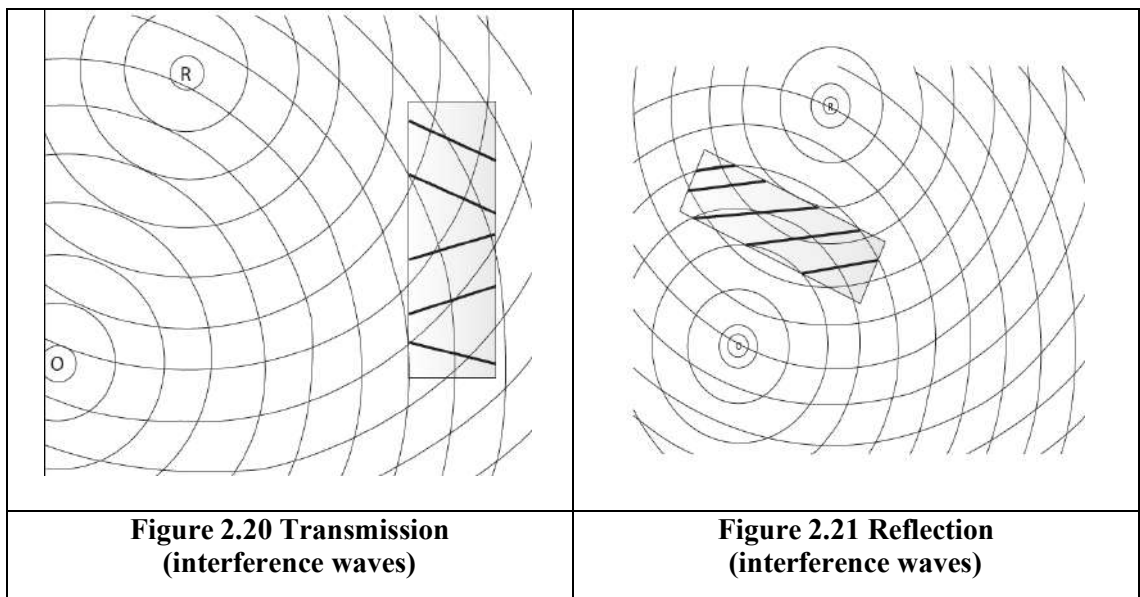 R
O
R
O
Figure 2.20 Transmission
(interference waves)
Figure 2.21 Reflection
(interference waves)